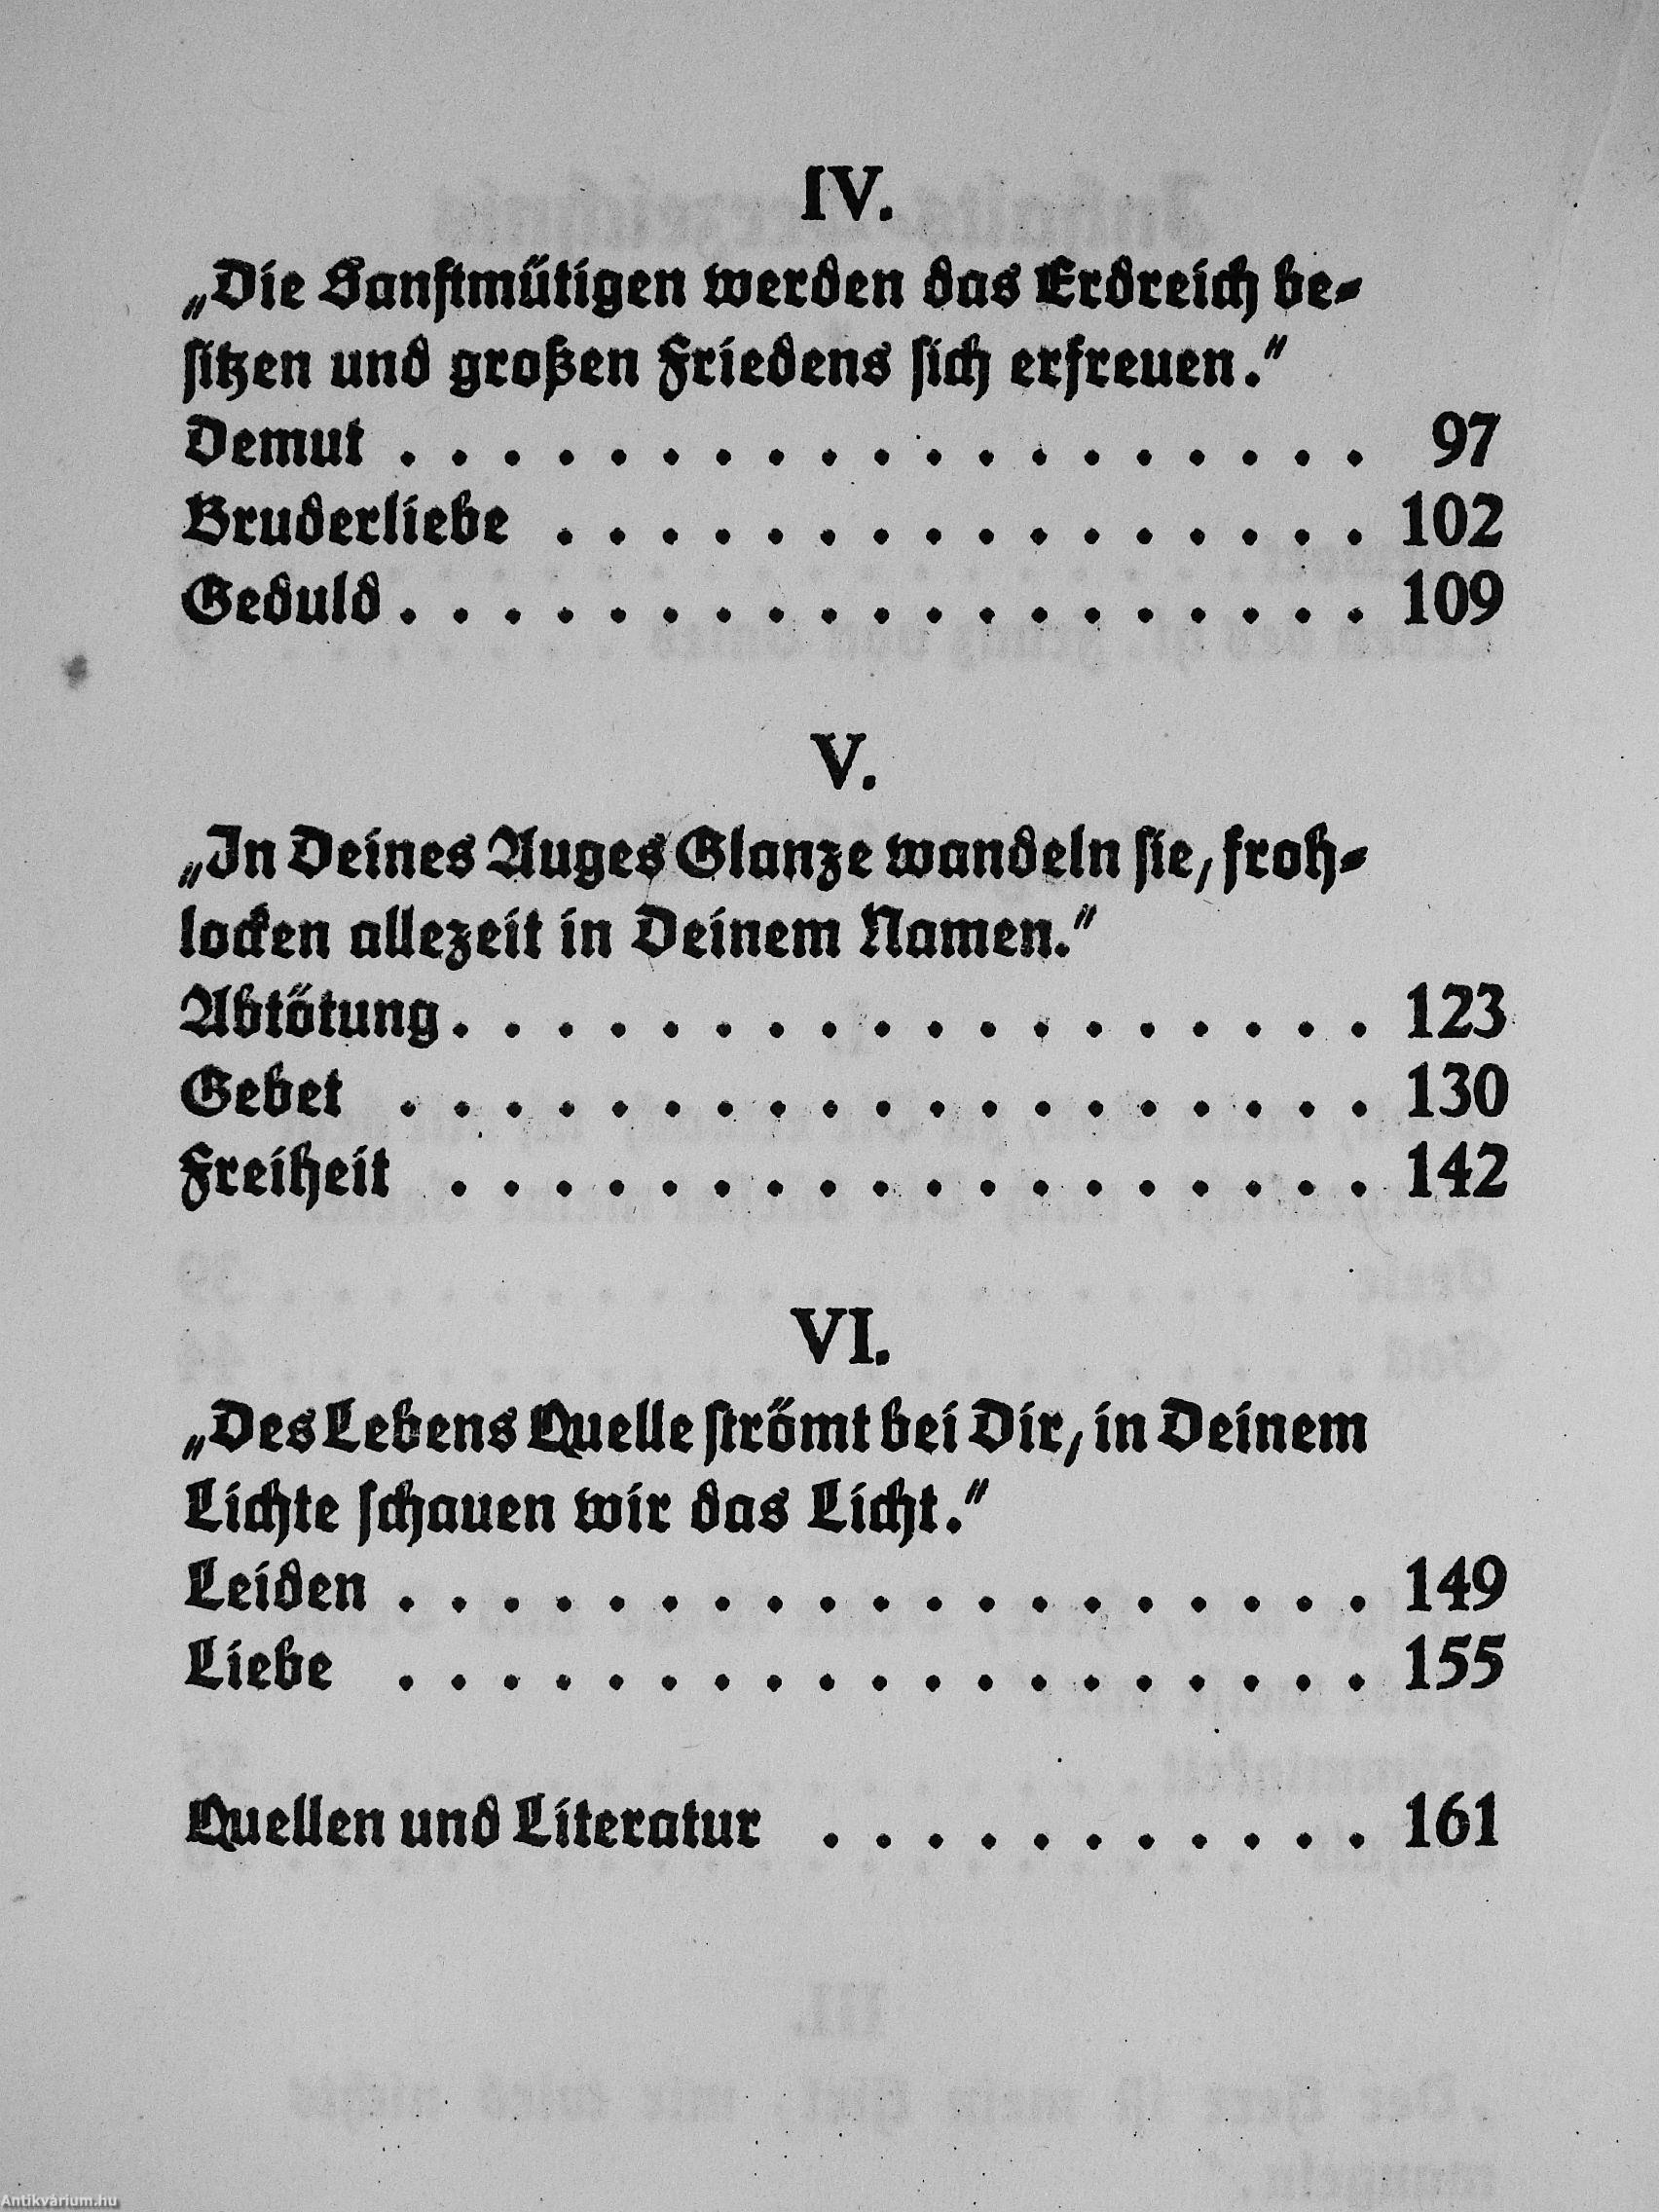 IV.
„Die Sanftmütigen werden das Erdreich be-
sitzen und großen Friedens sich erfreuen.“
Demut . . . . . . . . . . . . . . . . . . . 97
Bruderliebe . . . . . . . . . . . . . . . . 102
Geduld . . . . . . . . . . . . . . . . . . . 109
V.
„In Deines Auges Glanze wandeln sie, froh-
locken allezeit in Deinem Namen.“
Abtötung . . . . . . . . . . . . . . . . . . 123
Gebet . . . . . . . . . . . . . . . . . . . 130
Freiheit . . . . . . . . . . . . . . . . . . 142
VI.
„Des Lebens Quelle strömt bei Dir, in Deinem
Lichte schauen wir das Licht.“
Leiden . . . . . . . . . . . . . . . . . . . 149
Liebe . . . . . . . . . . . . . . . . . . . 155
Quellen und Literatur . . . . . . . . . . . 161
Antikvárium.hu